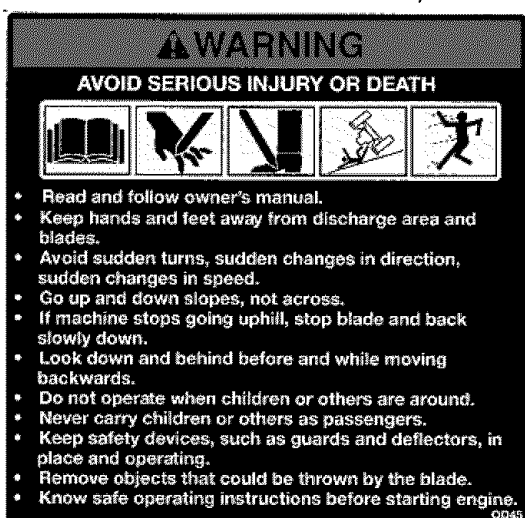 WARNING
AVOID SERIOUS INJURY OR DEATH
• Read and follow owner's manual.
• Keep hands and feet away from discharge area and
blades.
• Avoid sudden turns, sudden changes in direction,
sudden changes in speed.
• Go up and down slopes, not across.
• If machine stops going uphill, stop blade and back
slowly down.
• Look down and behind before and while moving
backwards.
• Do not operate when children or others are around.
• Never carry children or others as passengers.
• Keep safety devices, such as guards and deflectors, in
place and operating.
• Remove objects that could be thrown by the blade.
• Know safe operating instructions before starting engine.
OD45